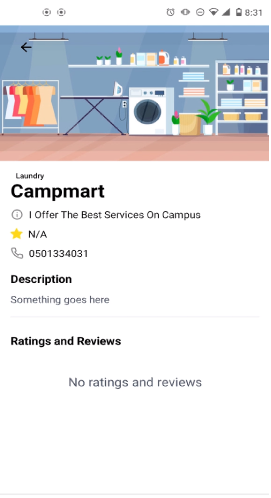 8:31
Laundry
Campmart
I Offer The Best Services On Campus
N/A
0501334031
Description
Something goes here
Ratings and Reviews
No ratings and reviews